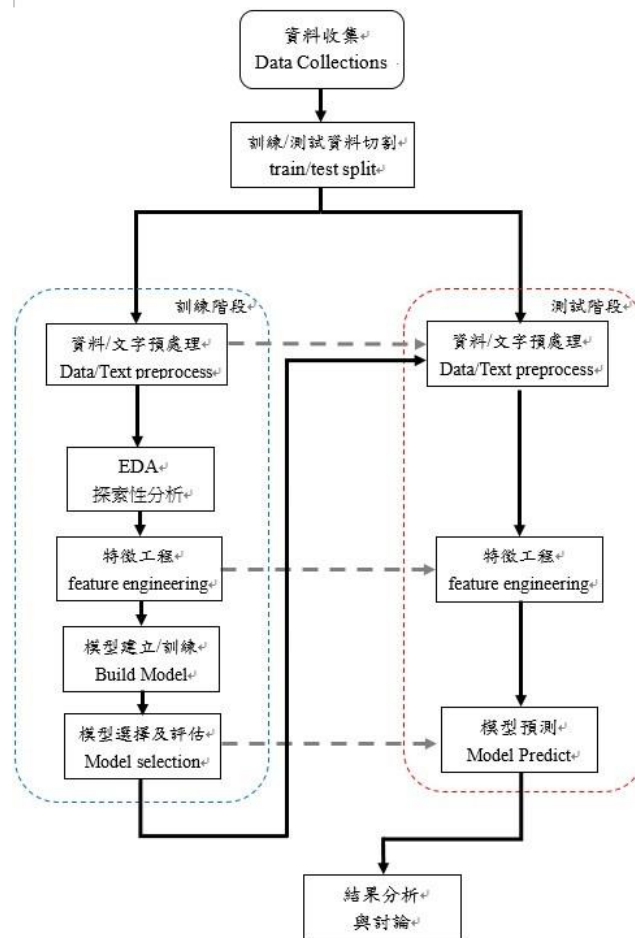 資料收集
Data Collections
訓練/測試資料切割
train/test split
訓練階段
資料/文字預處理
Data/Text preprocess
EDA
探索性分析
特徵工程
feature engineering
模型建立/訓練
Build Model
模型選擇及評估
Model selection
測試階段
資料/文字預處理
Data/Text preprocess
特徵工程
feature engineering
模型預測
Model Predict
結果分析
與討論